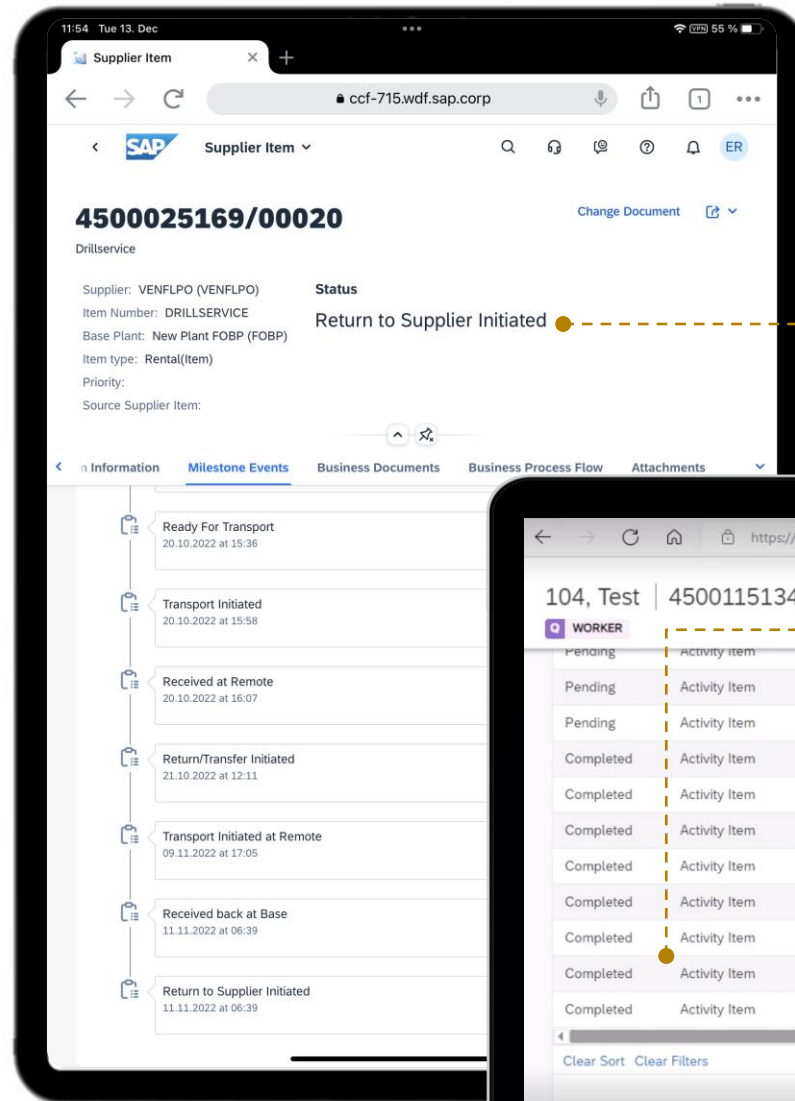 11:54 Tue 13. Dec
VPN 55 %
Supplier Item
ccf-715.wdf.sap.corp
1
SAP
Supplier Item
ER
4500025169/00020
Change Document
Drillservice
Supplier: VENFLPO (VENFLPO)
Status
Item Number: DRILLSERVICE
Return to Supplier Initiated
Base Plant: New Plant FOBP (FOBP)
Item type: Rental(Item)
Priority:
Source Supplier Item:
n Information
Milestone Events
Business Documents
Business Process Flow
Attachments
Ready For Transport
20.10.2022 at 15:36
Transport Initiated
20.10.2022 at 15:58
Received at Remote
20.10.2022 at 16:07
Return/Transfer Initiated
21.10.2022 at 12:11
Transport Initiated at Remote
09.11.2022 at 17:05
Received back at Base
11.11.2022 at 06:39
Return to Supplier Initiated
11.11.2022 at 06:39
https://
104, Test | 4500115134
Q WORKER
Pending Activity Item
Pending Activity Item
Pending Activity Item
Completed Activity Item
Completed Activity Item
Completed Activity Item
Completed Activity Item
Completed Activity Item
Completed Activity Item
Completed Activity Item
Completed Activity Item
Clear Sort Clear Filters